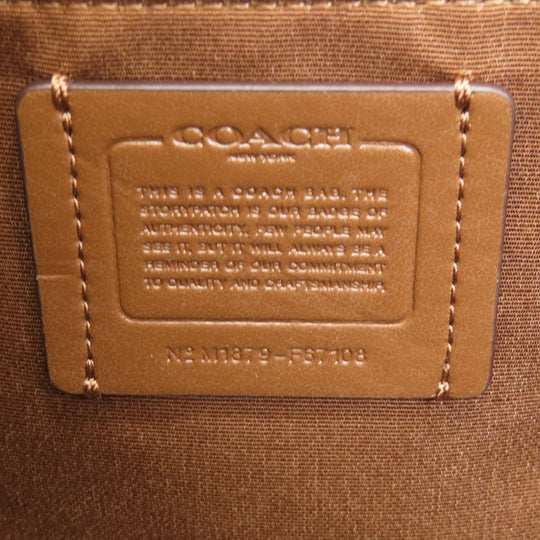 COACH
NEW YORK
THIS IS A COACH BAG. THE
STORYPATCH IS OUR BADGE OF
AUTHENTICITY. FEW PEOPLE MAY
SEE IT, BUT IT WILL ALWAYS BE A
REMINDER OF OUR COMMITMENT
TO QUALITY AND CRAFTSMANSHIP.
Nº M1879-F67108